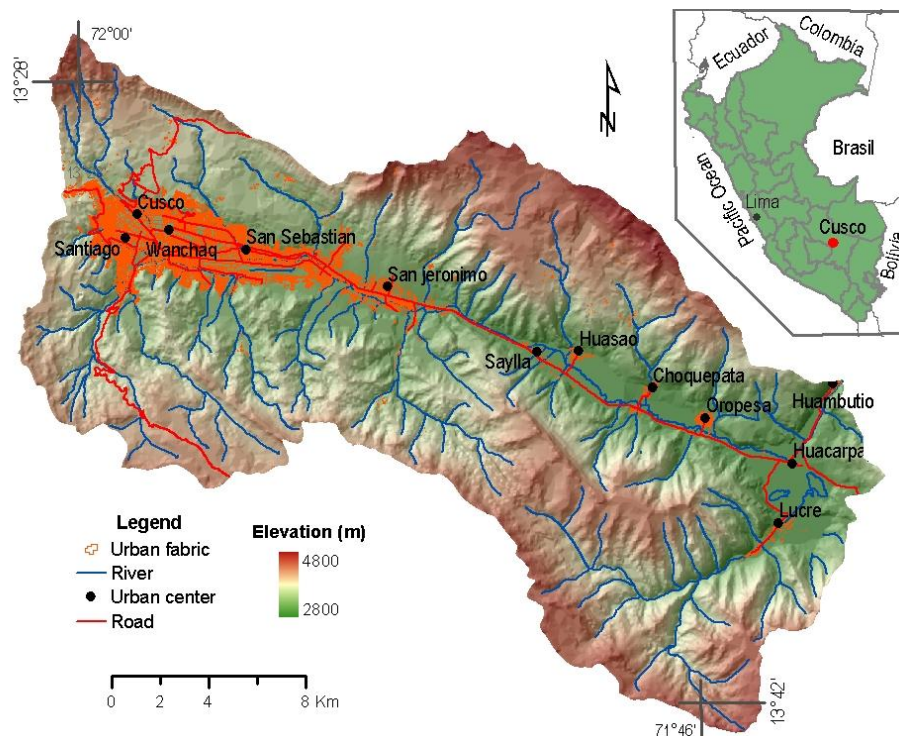 72°00'
13°28'
N
Ecuador
Colombia
Brasil
Pacific Ocean
Lima
Cusco
Bolivia
13
Cusco
Santiago
Wanchaq
San Sebastian
San jeronimo
Saylla
Huasao
Choquepata
Oropesa
Huambutio
Huacarpa
Lucre
Legend
Urban fabric
River
Urban center
Road
Elevation (m)
4800
2800
0 2 4 8 Km
13°42'
71°46'